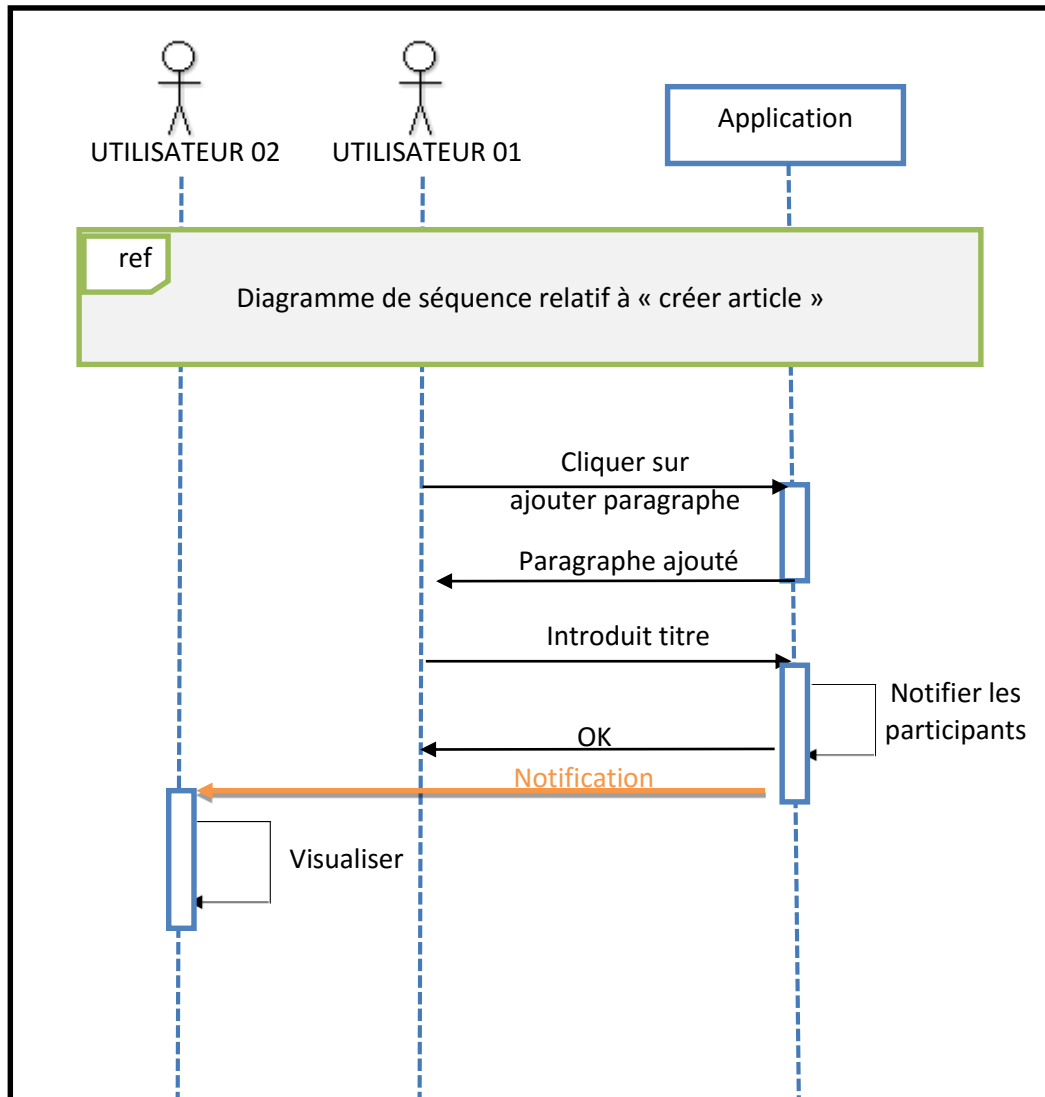 Application
UTILISATEUR 02
UTILISATEUR 01
ref
Diagramme de séquence relatif à « créer article »
Cliquer sur
ajouter paragraphe
Paragraphe ajouté
Introduit titre
Notifier les
participants
OK
Notification
Visualiser